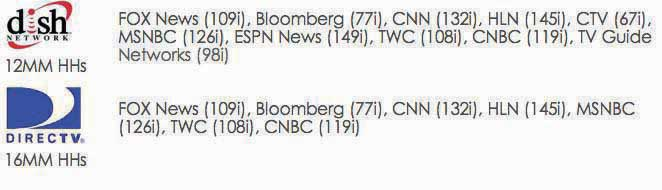 dish
NETWORK
12MM HHs
FOX News (109i), Bloomberg (77i), CNN (132i), HLN (145i), CTV (67i),
MSNBC (126i), ESPN News (149i), TWC (108i), CNBC (119i), TV Guide
Networks (98i)
DIRECTV.
16MM HHs
FOX News (109i), Bloomberg (77i), CNN (132i), HLN (145i), MSNBC
(126i), TWC (108i), CNBC (119i)